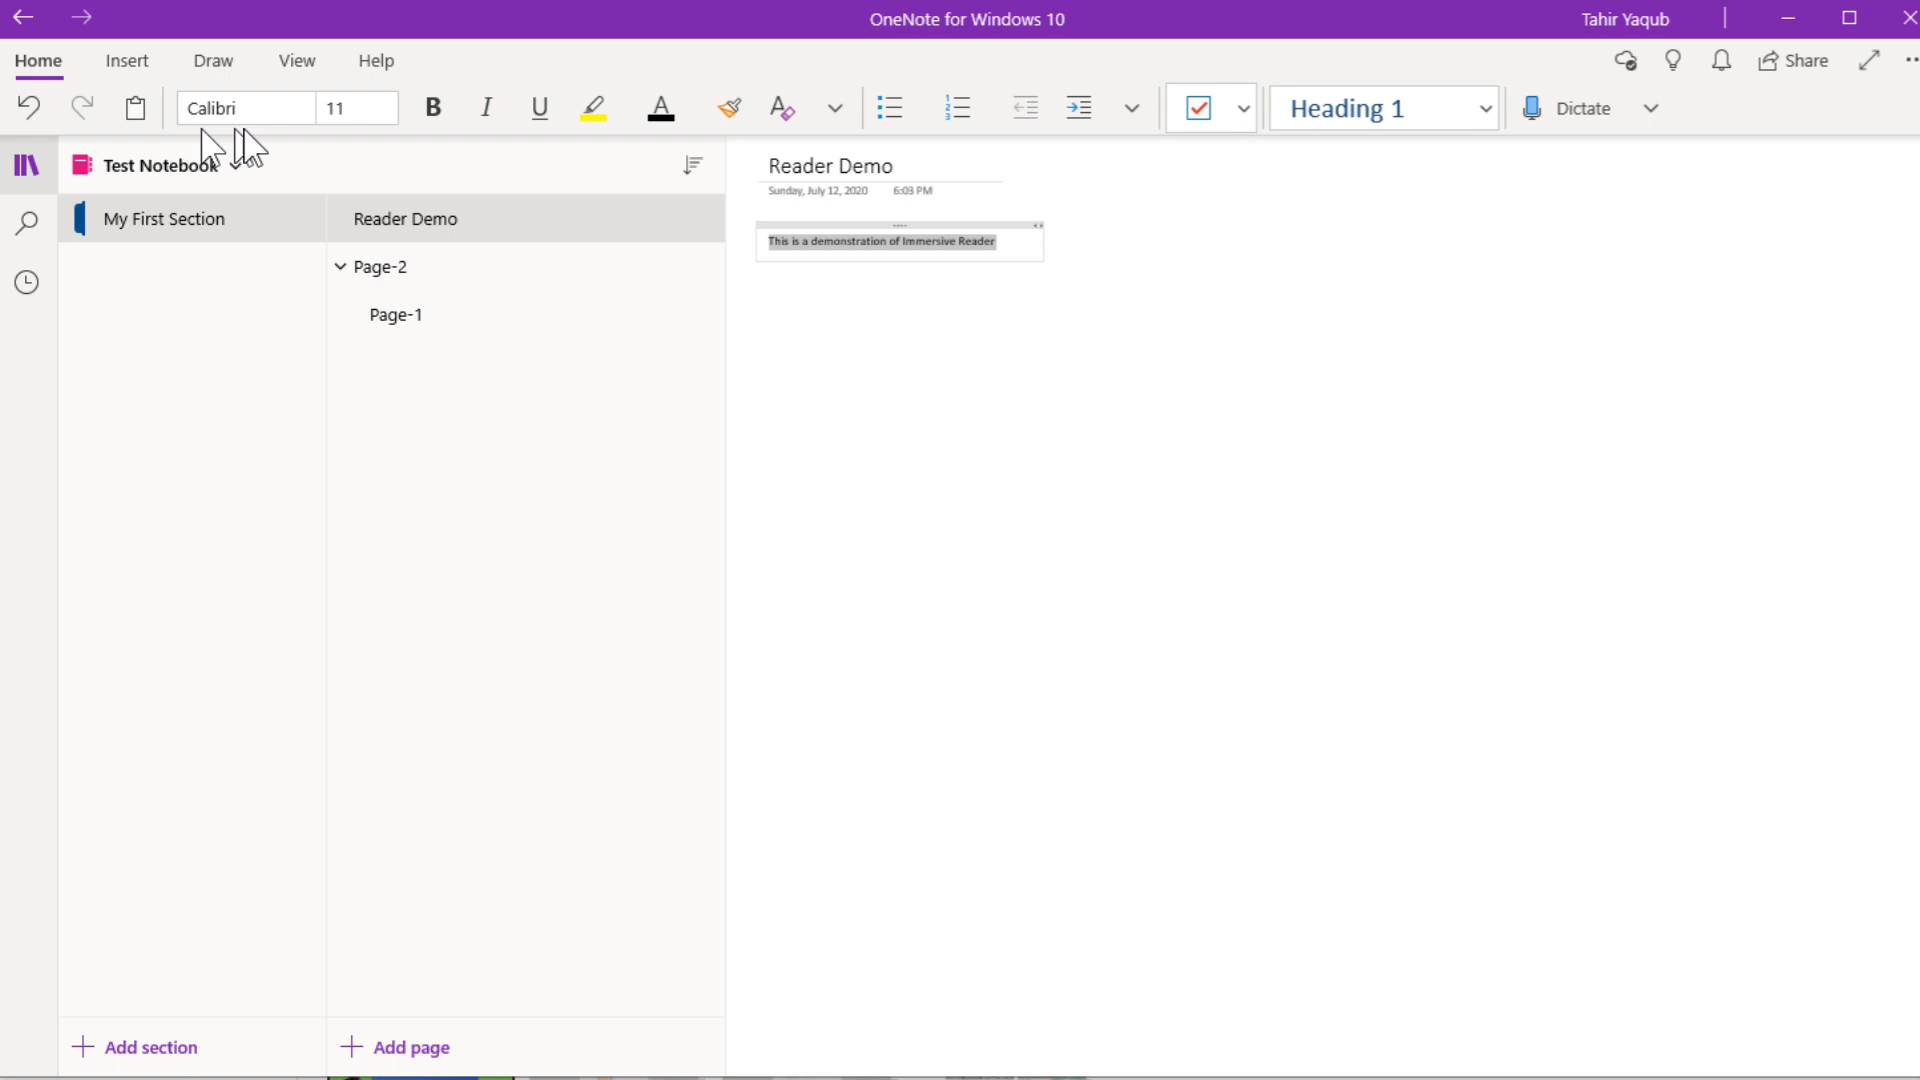 OneNote for Windows 10
Tahir Yaqub
Home Insert Draw View Help
Share
Calibri 11 B I U A A Heading 1 Dictate
Test Notebook
My First Section
Reader Demo
Page-2
Page-1
Reader Demo
Sunday, July 12, 2020 6:03 PM
This is a demonstration of Immersive Reader
Add section
Add page